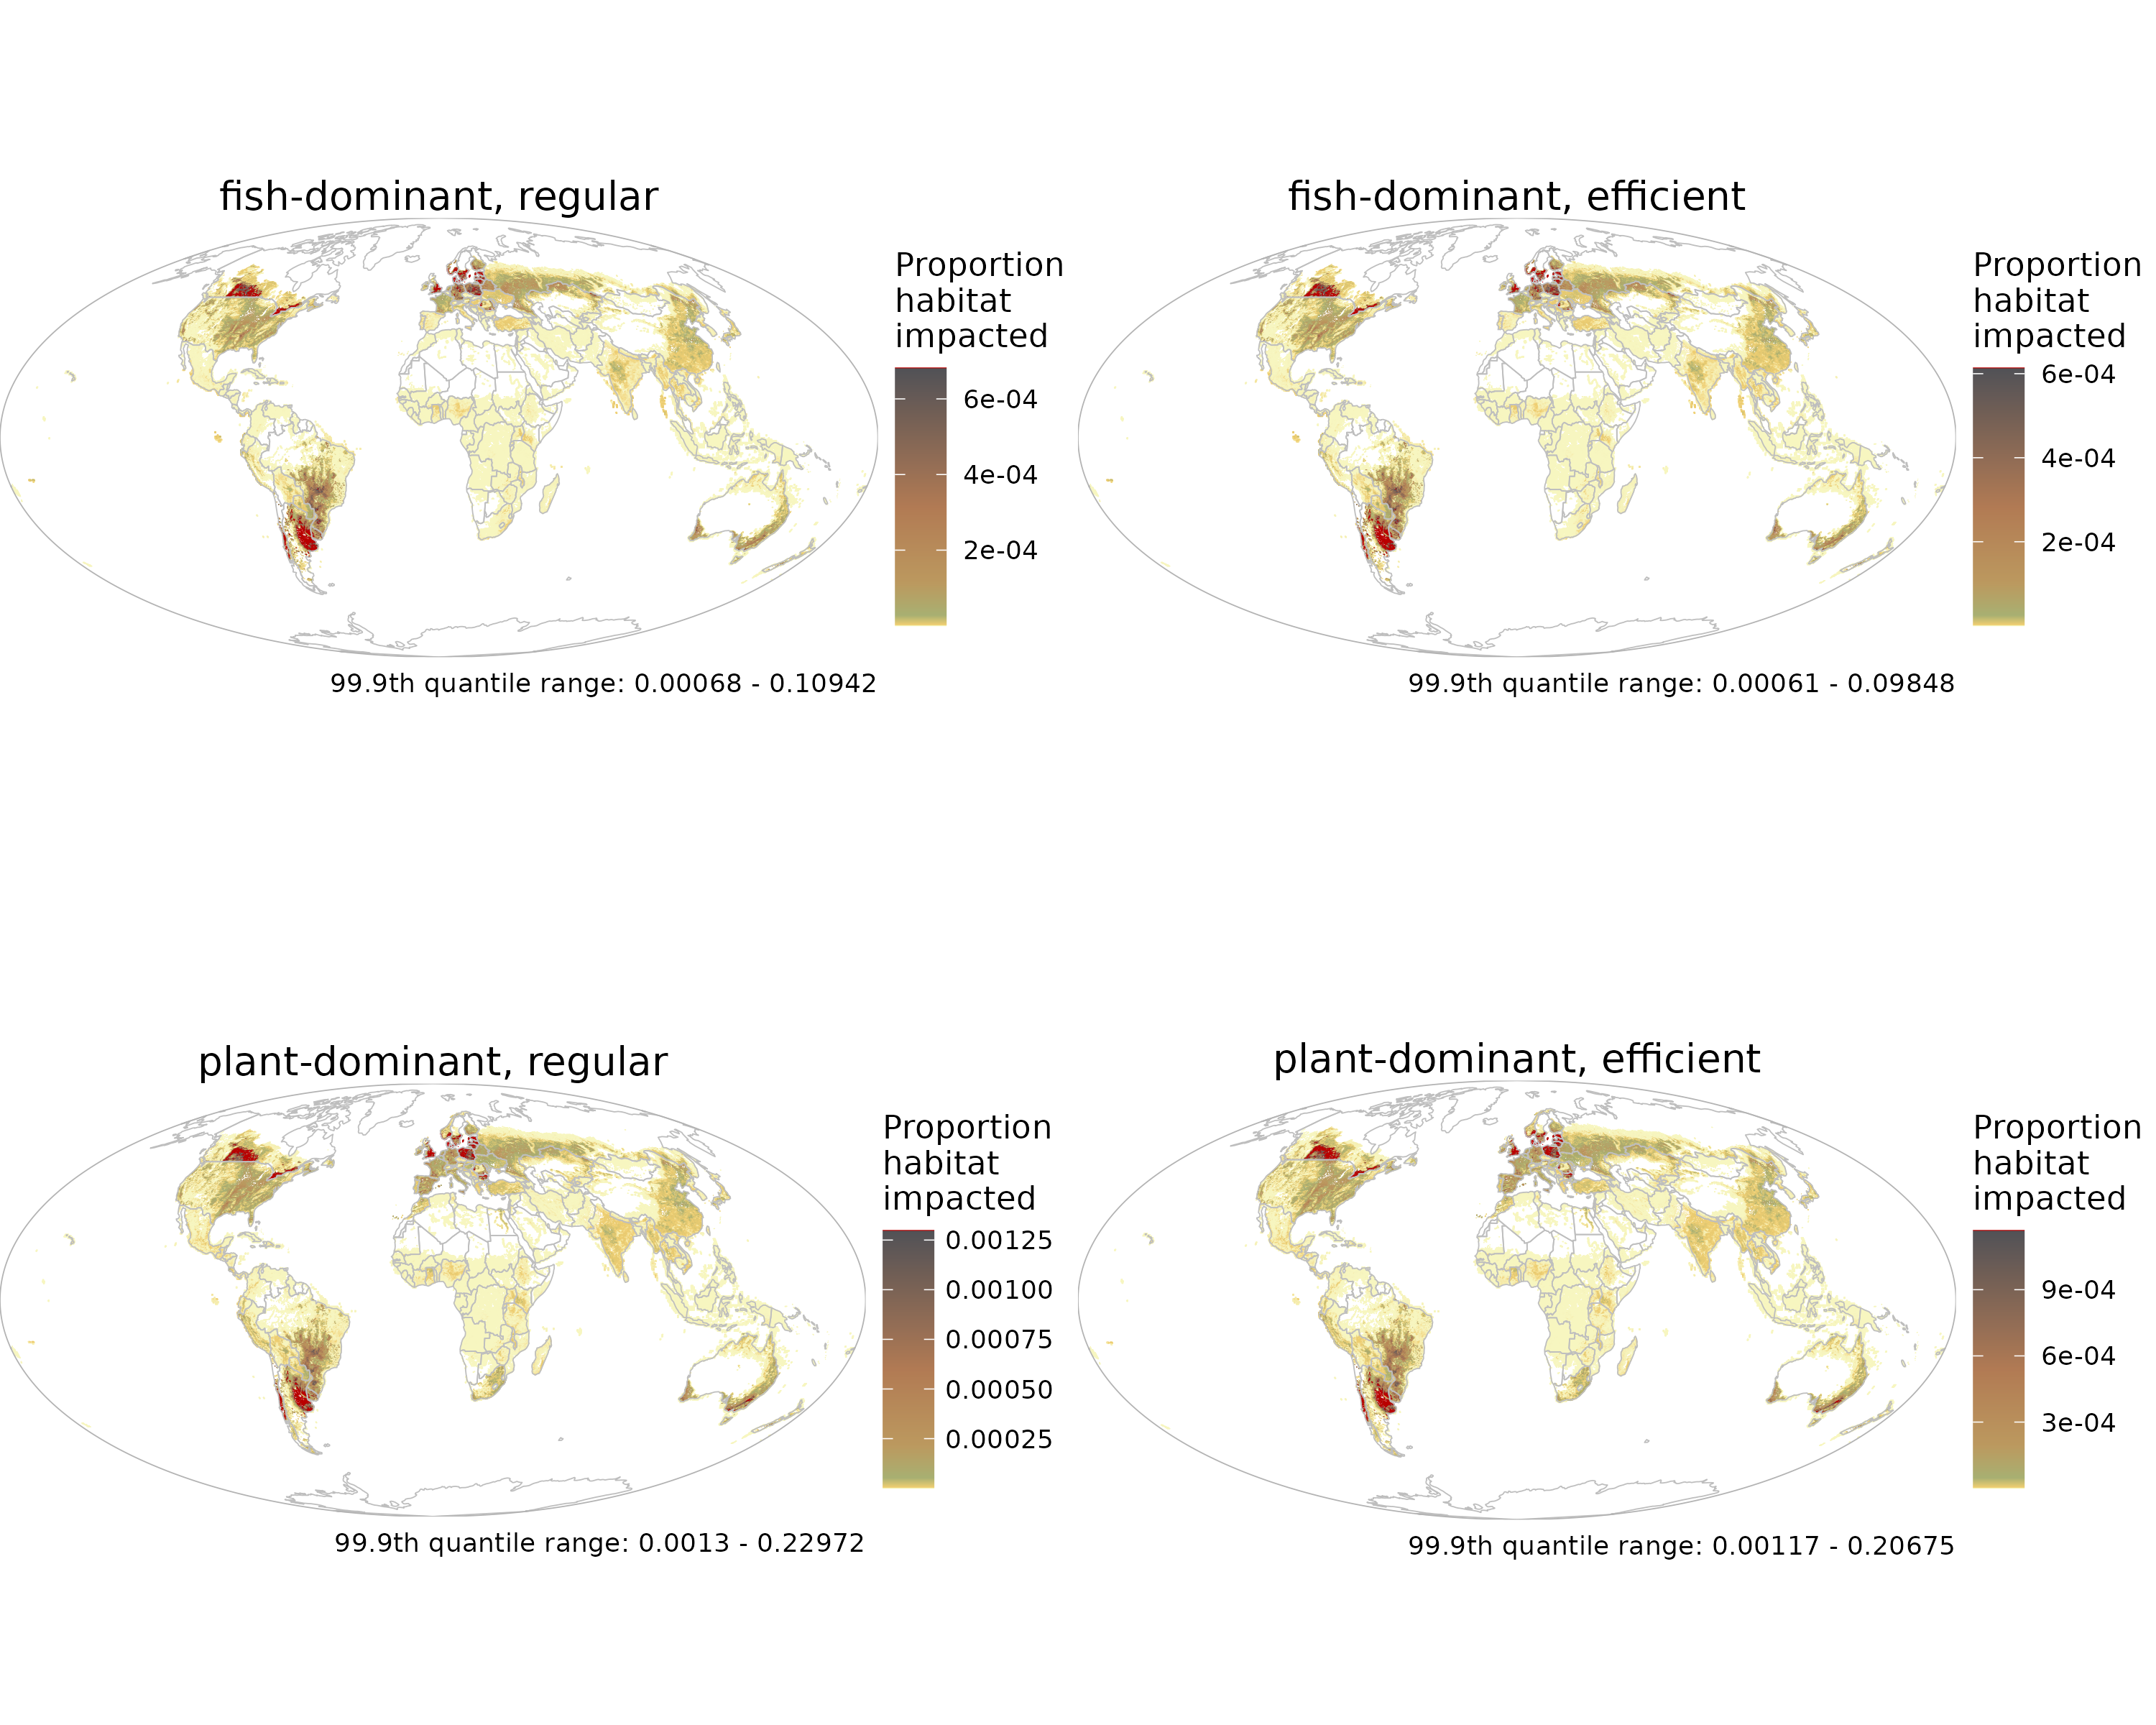 fish-dominant, regular
Proportion
habitat
impacted
6e-04
4e-04
2e-04
99.9th quantile range: 0.00068 - 0.10942
fish-dominant, efficient
Proportion
habitat
impacted
6e-04
4e-04
2e-04
99.9th quantile range: 0.00061 - 0.09848
plant-dominant, regular
Proportion
habitat
impacted
0.00125
0.00100
0.00075
0.00050
0.00025
99.9th quantile range: 0.0013 - 0.22972
plant-dominant, efficient
Proportion
habitat
impacted
9e-04
6e-04
3e-04
99.9th quantile range: 0.00117 - 0.20675